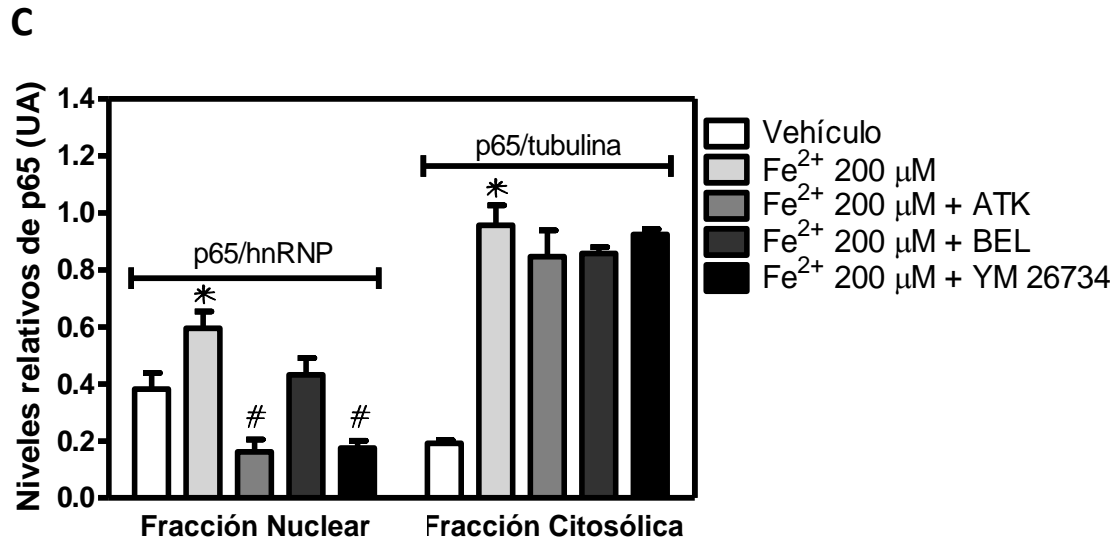 C
Niveles relativos de p65 (UA)
1.4
1.2
1.0
0.8
0.6
0.4
0.2
0.0
p65/hnRNP
p65/tubulina
*
#
#
*
Fracción Nuclear
Fracción Citosólica
Vehículo
Fe²⁺ 200 μM
Fe²⁺ 200 μM + ATK
Fe²⁺ 200 μM + BEL
Fe²⁺ 200 μM + YM 26734